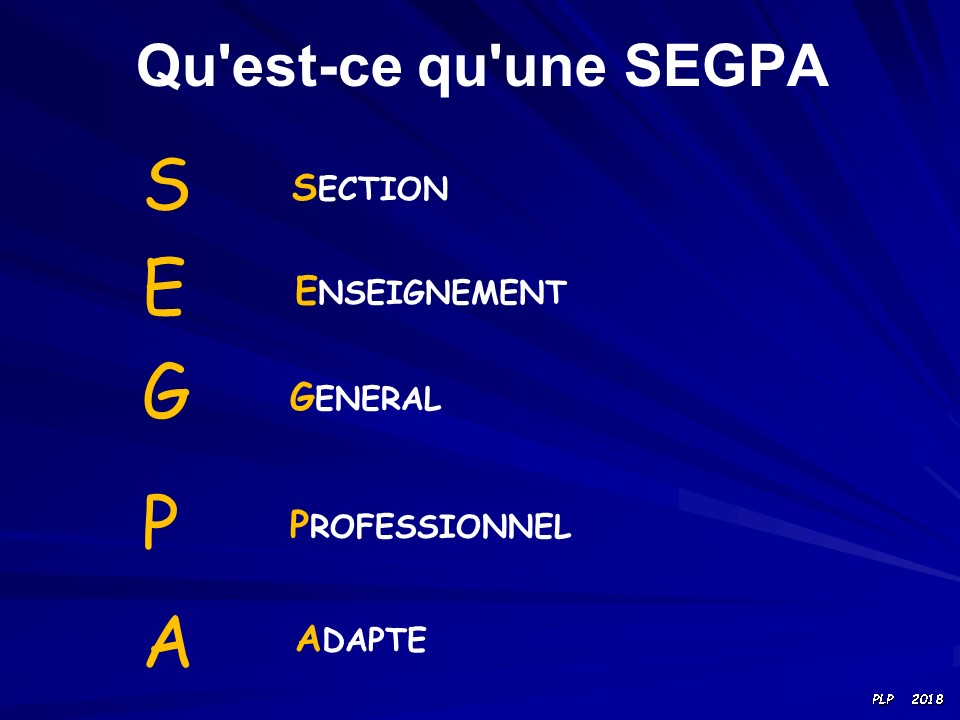 Qu'est-ce qu'une SEGPA
S SECTION
E ENSEIGNEMENT
G GENERAL
P PROFESSIONNEL
A ADAPTE
PLP 2018